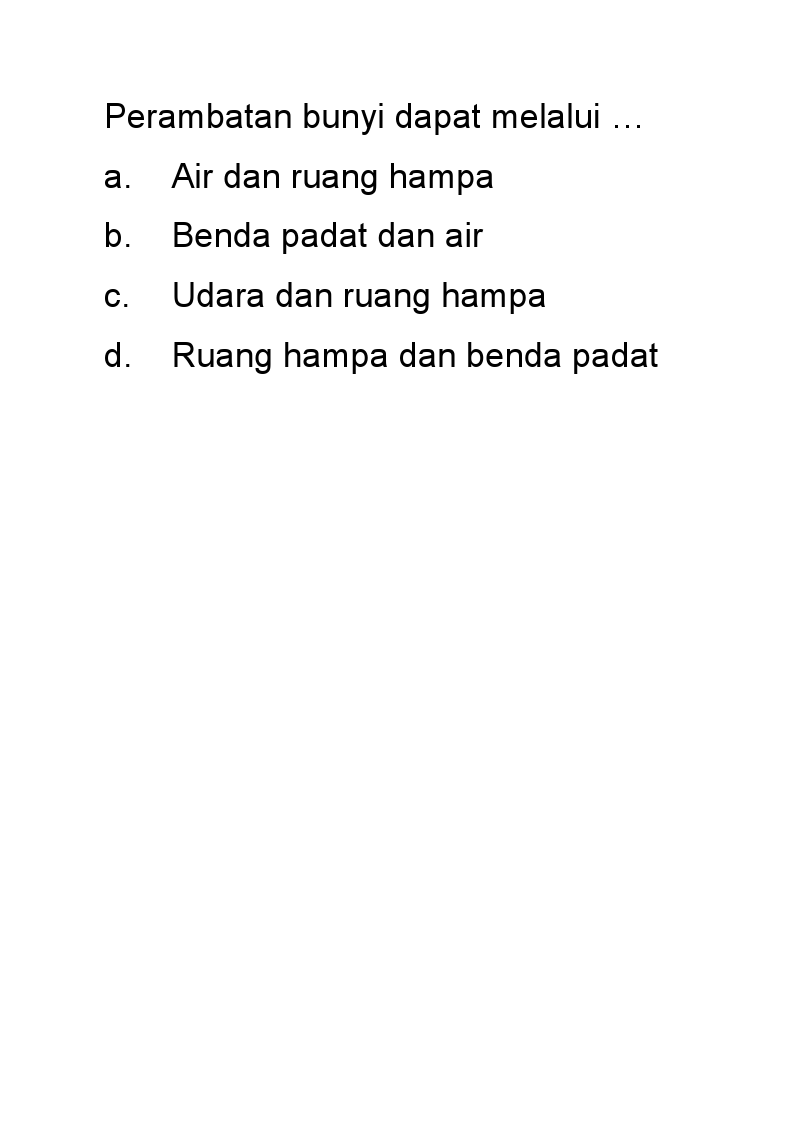 Perambatan bunyi dapat melalui …
a. Air dan ruang hampa
b. Benda padat dan air
c. Udara dan ruang hampa
d. Ruang hampa dan benda padat